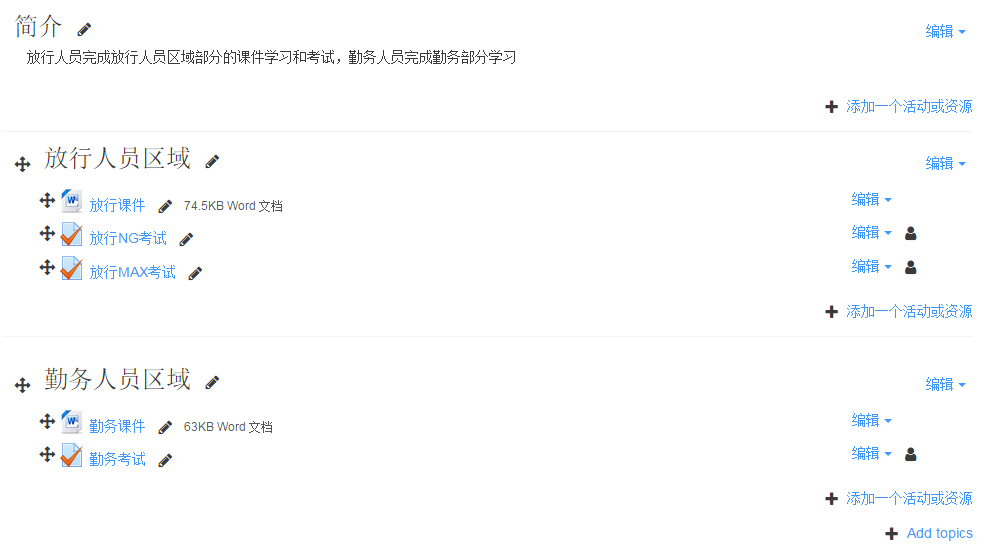 简介 编辑
放行人员完成放行人员区域部分的课件学习和考试，勤务人员完成勤务部分学习
添加一个活动或资源
放行人员区域 编辑
放行课件 74.5KB Word 文档 编辑
放行NG考试 编辑
放行MAX考试 编辑
添加一个活动或资源
勤务人员区域 编辑
勤务课件 63KB Word 文档 编辑
勤务考试 编辑
添加一个活动或资源
Add topics